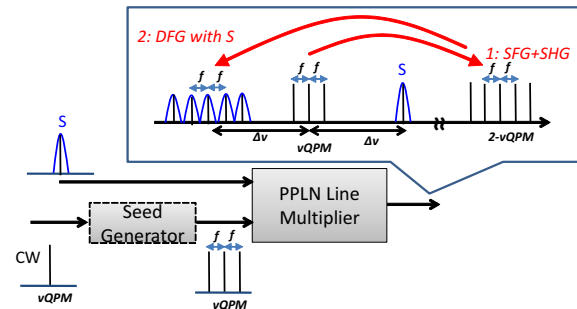 2: DFG with S
1: SFG+SHG
f f
f f
S
f f
Δν
νQPM
Δν
2-νQPM
S
PPLN Line
Multiplier
Seed
Generator
f f
CW
νQPM
νQPM